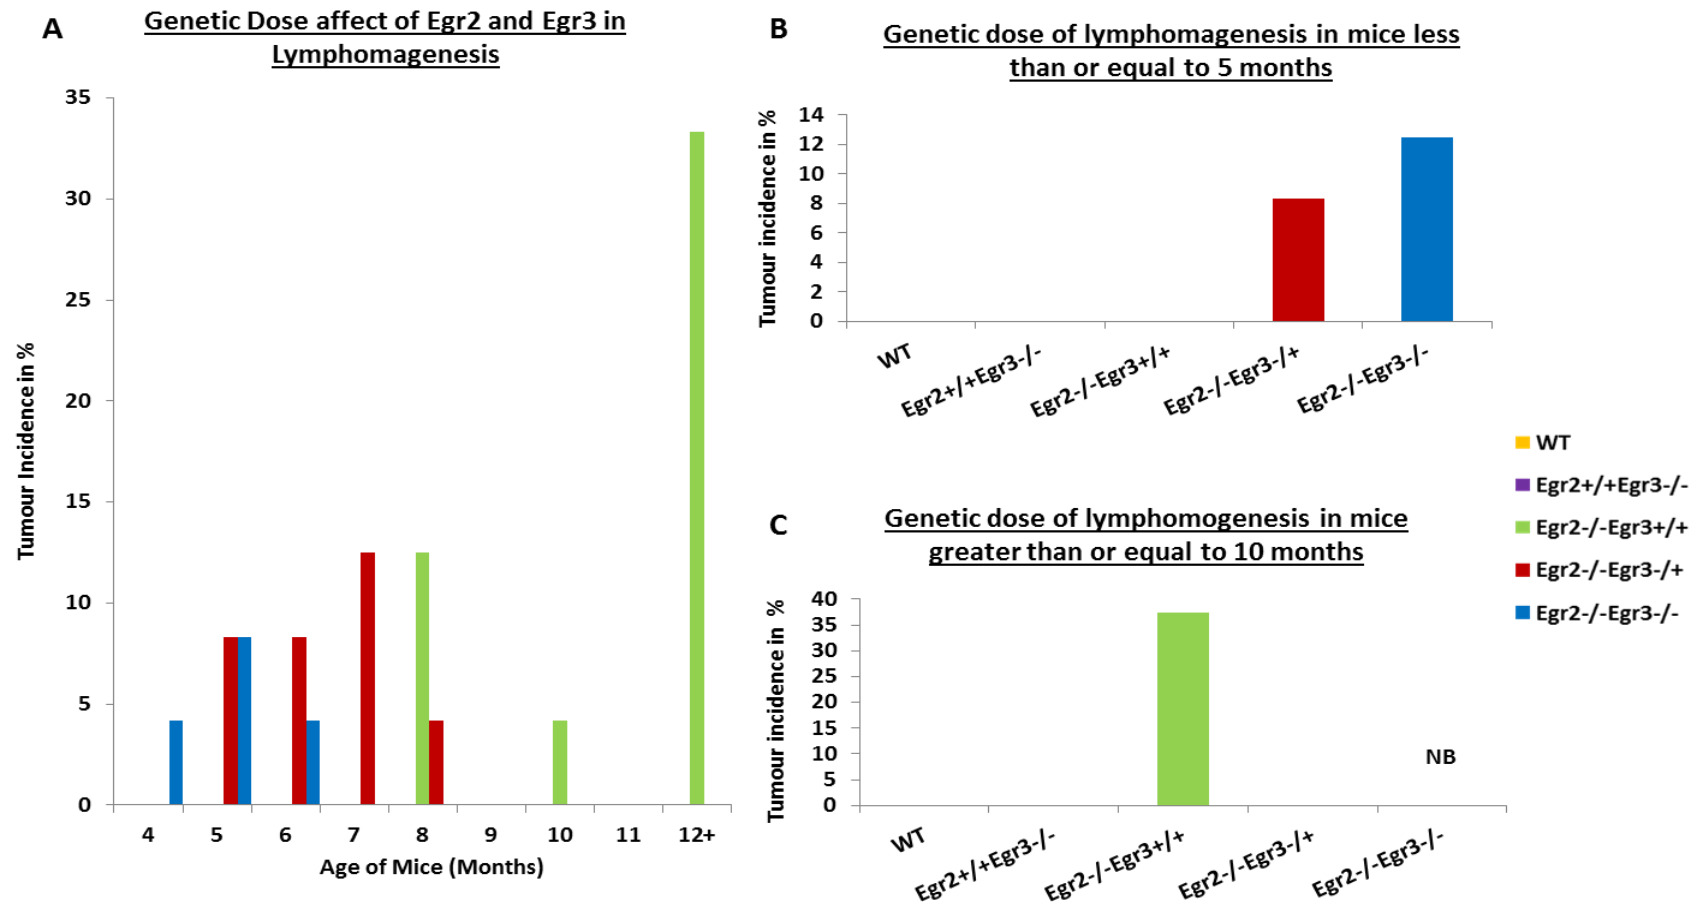 A
Genetic Dose affect of Egr2 and Egr3 in
Lymphomagenesis
35
30
25
20
15
10
5
0
Tumour Incidence in %
4 5 6 7 8 9 10 11 12+
Age of Mice (Months)
B
Genetic dose of lymphomagenesis in mice less
than or equal to 5 months
14
12
10
8
6
4
2
0
Tumour incidence in %
WT
Egr2+/+Egr3-/-
Egr2-/-Egr3+/+
Egr2-/-Egr3-/+
Egr2-/-Egr3-/-
WT
Egr2+/+Egr3-/-
Egr2-/-Egr3+/+
Egr2-/-Egr3-/+
Egr2-/-Egr3-/-
C
Genetic dose of lymphomogenesis in mice
greater than or equal to 10 months
40
35
30
25
20
15
10
5
0
Tumour incidence in %
NB
WT
Egr2+/+Egr3-/-
Egr2-/-Egr3+/+
Egr2-/-Egr3-/+
Egr2-/-Egr3-/-